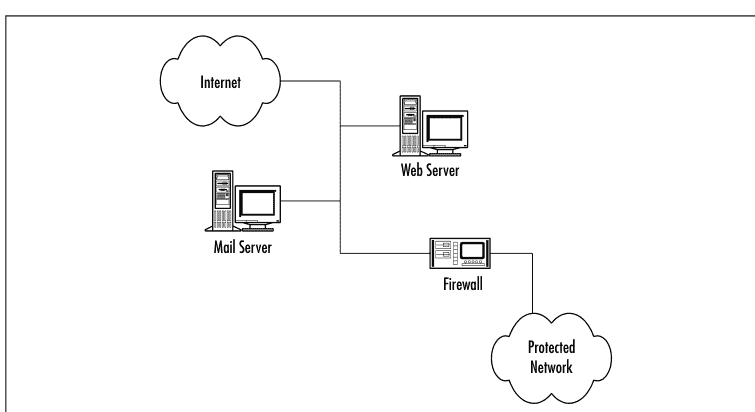 Internet
Web Server
Mail Server
Firewall
Protected
Network